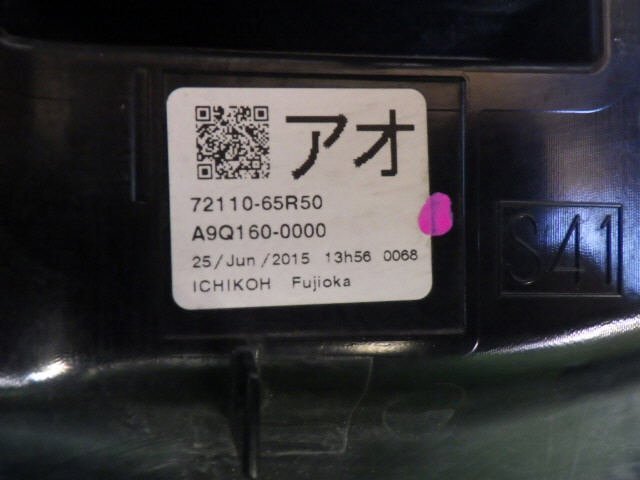 アオ
72110-65R50
A9Q160-0000
25/Jun/2015 13h56 0068
ICHIKOH Fujioka
S41